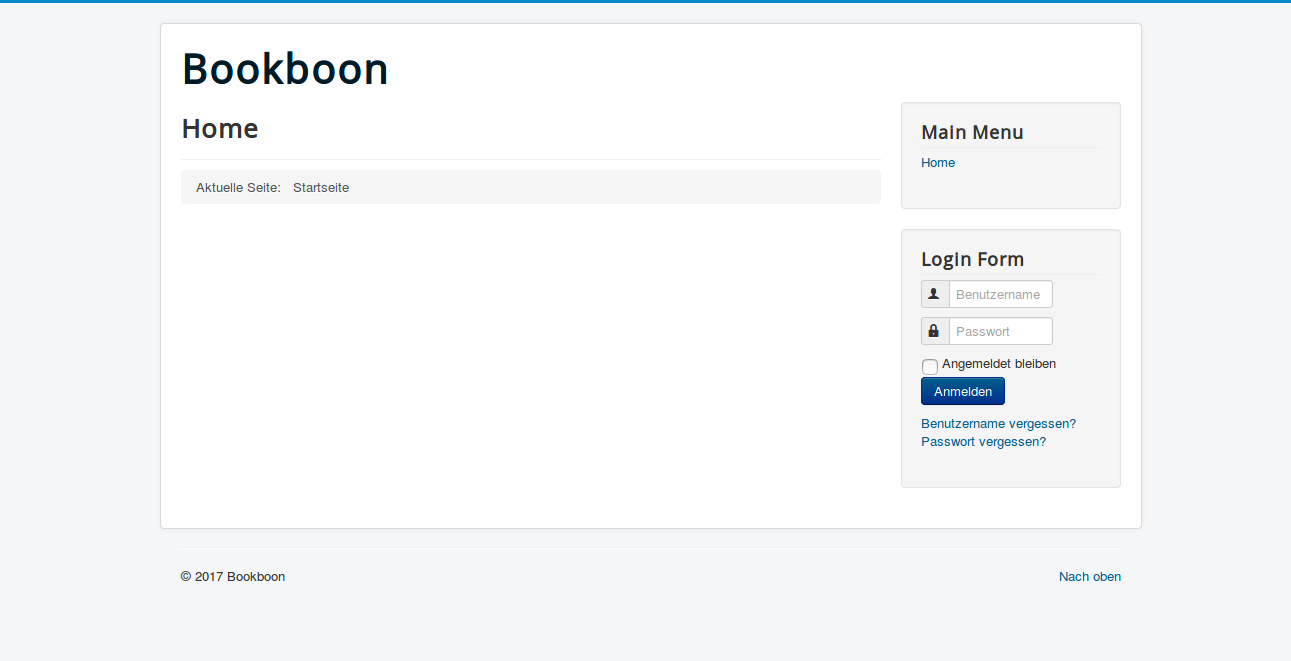 Bookboon
Home
Aktuelle Seite: Startseite
Main Menu
Home
Login Form
Benutzername
Passwort
Angemeldet bleiben
Anmelden
Benutzername vergessen?
Passwort vergessen?
© 2017 Bookboon
Nach oben